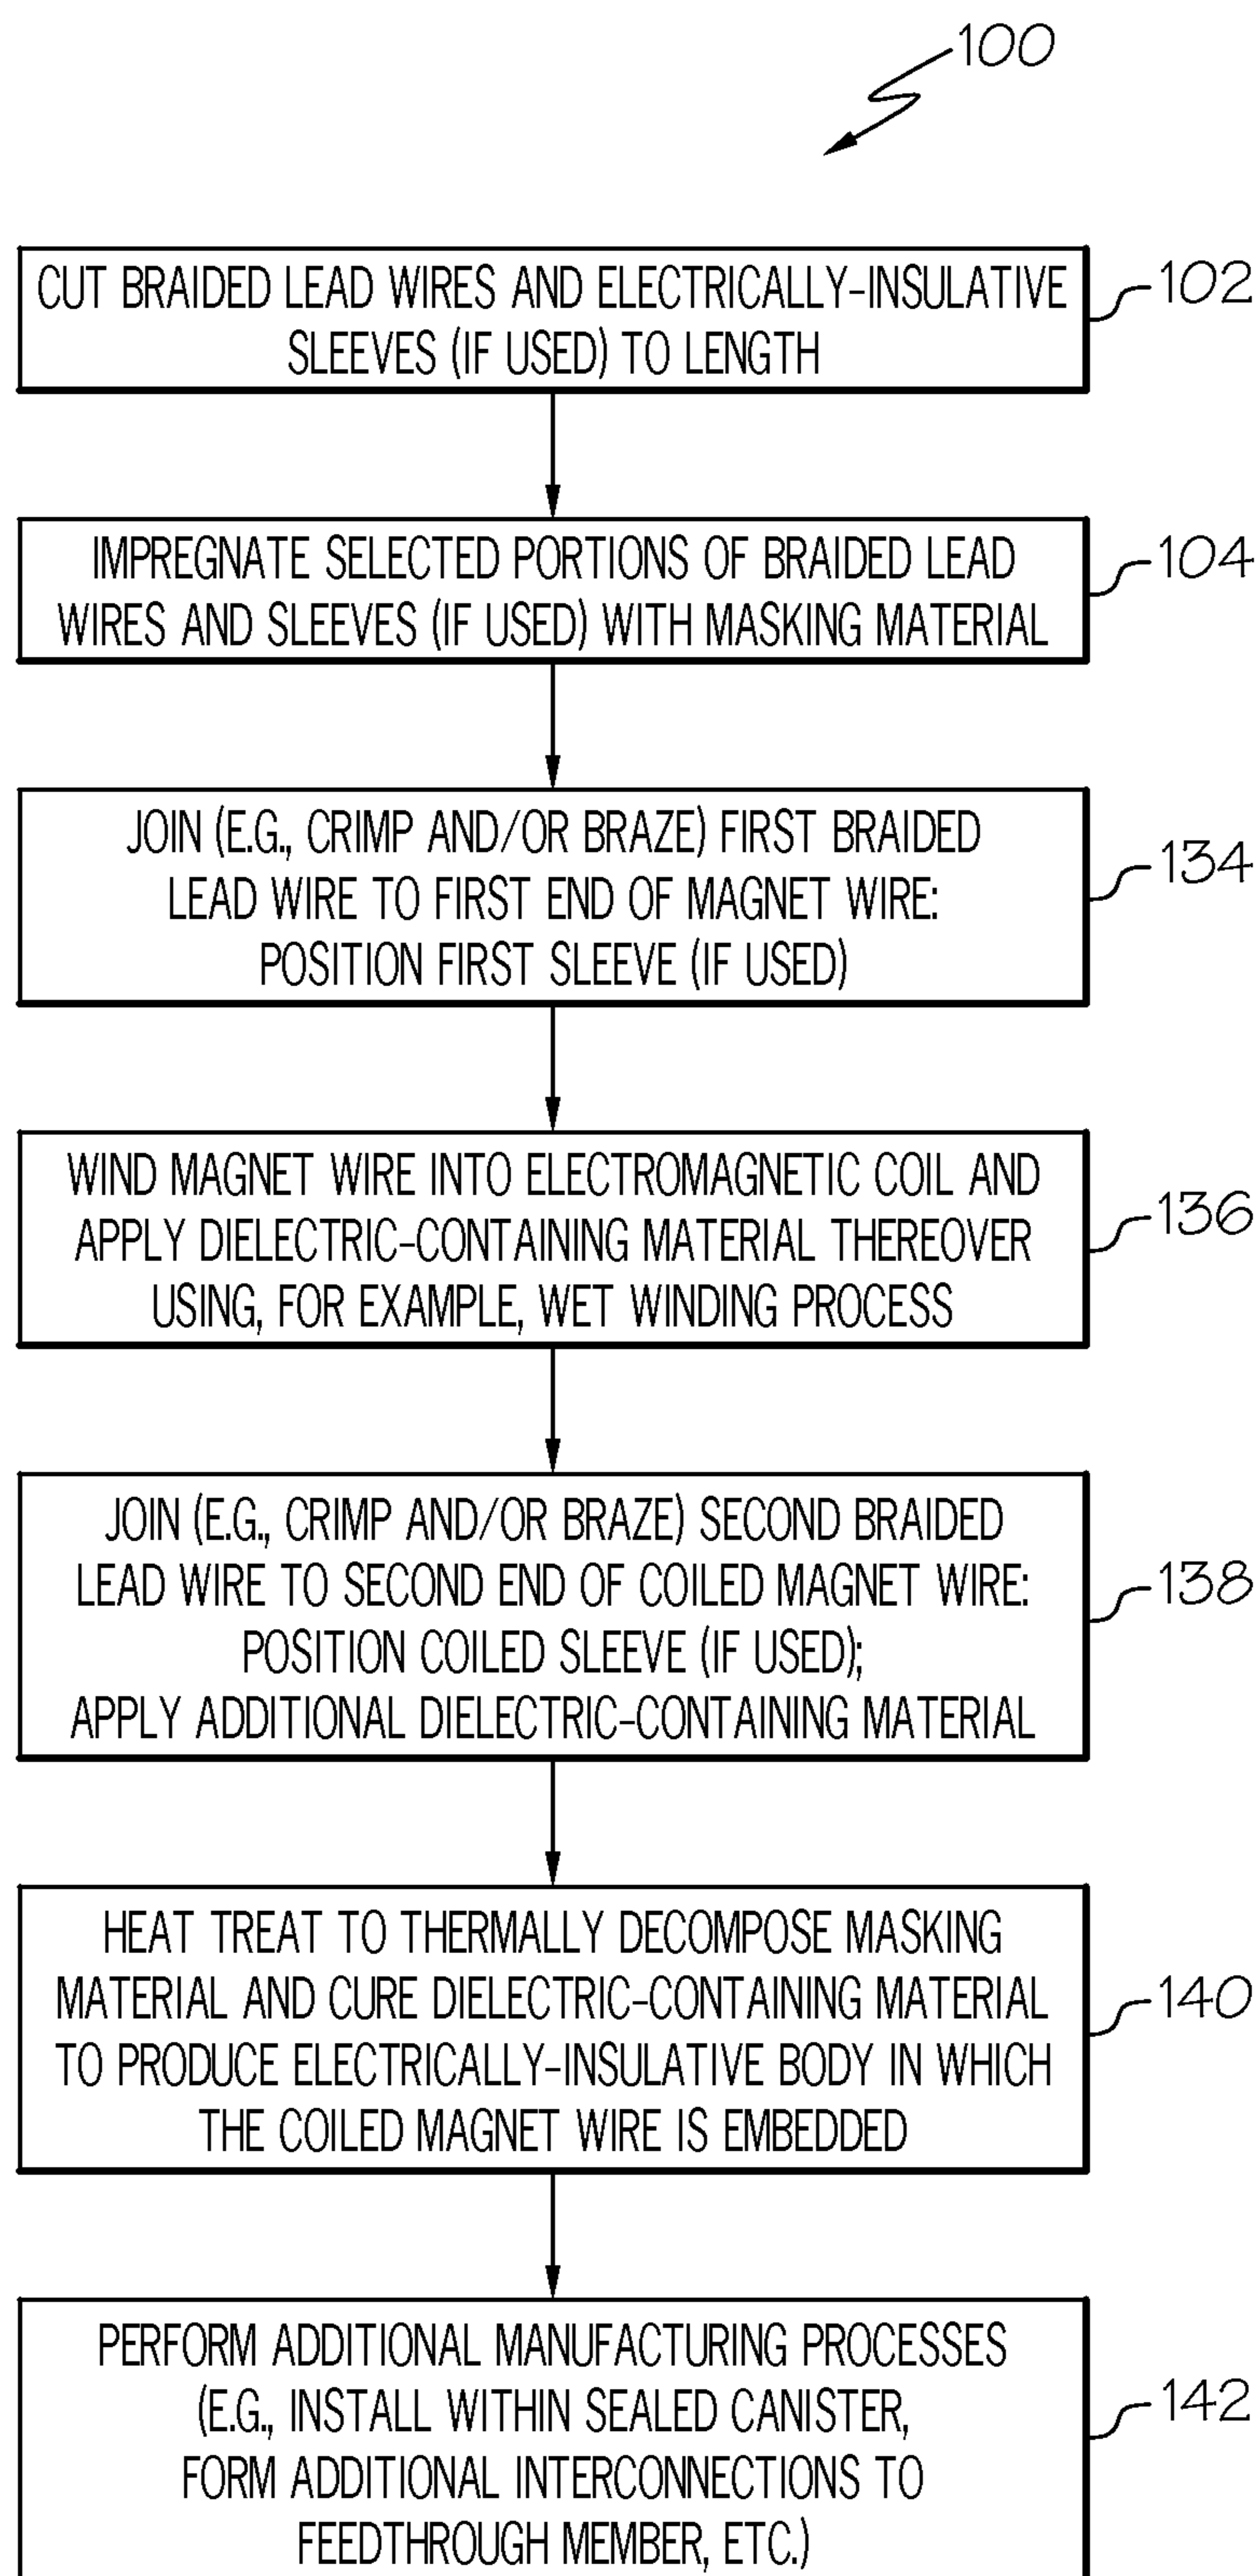 100
CUT BRAIDED LEAD WIRES AND ELECTRICALLY-INSULATIVE
SLEEVES (IF USED) TO LENGTH
102
IMPREGNATE SELECTED PORTIONS OF BRAIDED LEAD
WIRES AND SLEEVES (IF USED) WITH MASKING MATERIAL
104
JOIN (E.G., CRIMP AND/OR BRAZE) FIRST BRAIDED
LEAD WIRE TO FIRST END OF MAGNET WIRE:
POSITION FIRST SLEEVE (IF USED)
134
WIND MAGNET WIRE INTO ELECTROMAGNETIC COIL AND
APPLY DIELECTRIC-CONTAINING MATERIAL THEREOVER
USING, FOR EXAMPLE, WET WINDING PROCESS
136
JOIN (E.G., CRIMP AND/OR BRAZE) SECOND BRAIDED
LEAD WIRE TO SECOND END OF COILED MAGNET WIRE:
POSITION COILED SLEEVE (IF USED);
APPLY ADDITIONAL DIELECTRIC-CONTAINING MATERIAL
138
HEAT TREAT TO THERMALLY DECOMPOSE MASKING
MATERIAL AND CURE DIELECTRIC-CONTAINING MATERIAL
TO PRODUCE ELECTRICALLY-INSULATIVE BODY IN WHICH
THE COILED MAGNET WIRE IS EMBEDDED
140
PERFORM ADDITIONAL MANUFACTURING PROCESSES
(E.G., INSTALL WITHIN SEALED CANISTER,
FORM ADDITIONAL INTERCONNECTIONS TO
FEEDTHROUGH MEMBER, ETC.)
142